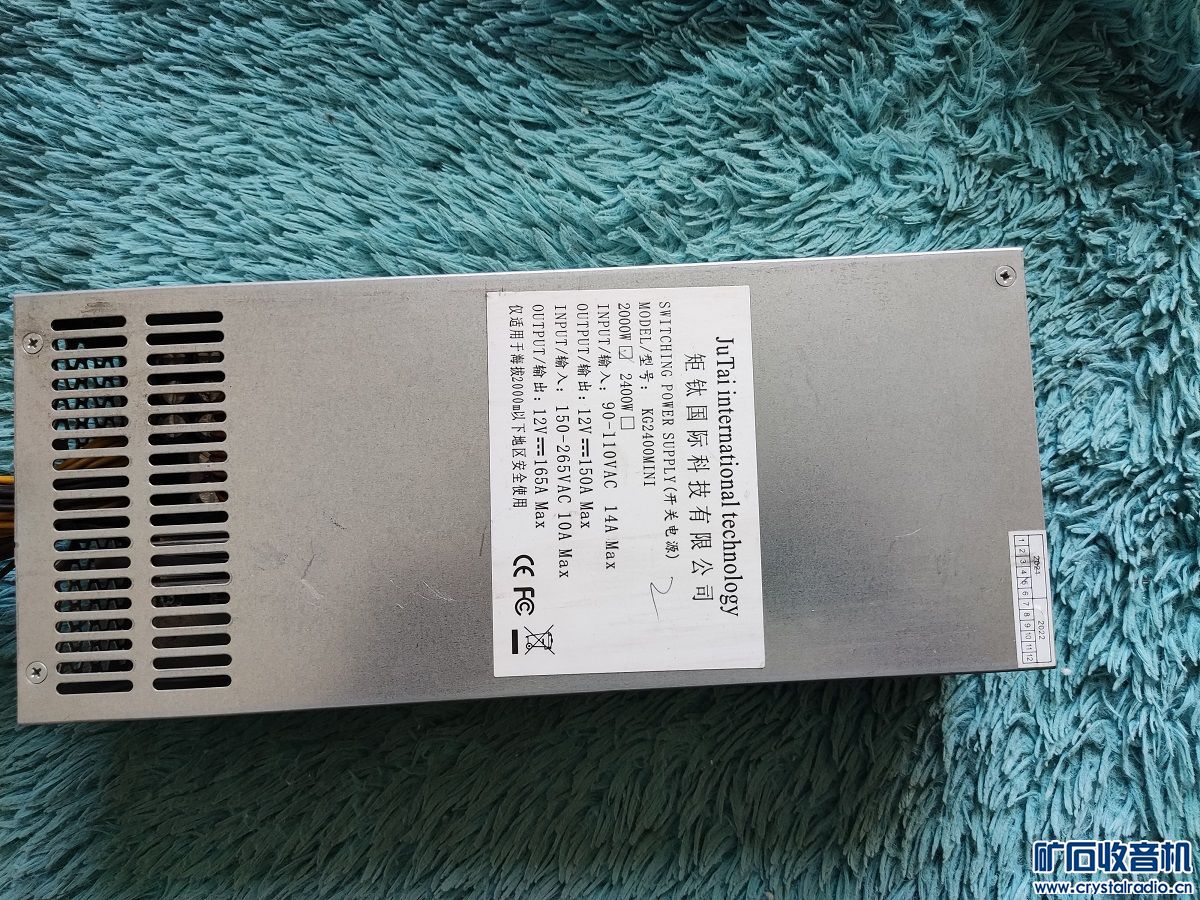 JuTai international technology
矩钛国际科技有限公司
SWITCHING POWER SUPPLY(开关电源)
MODEL/型号: KG2400MINI
2000W☑ 2400W☐
INPUT/输入: 90-110VAC 14A Max
OUTPUT/输出: 12V⎓150A Max
INPUT/输入: 150-265VAC 10A Max
OUTPUT/输出: 12V⎓165A Max
仅适用于海拔2000m以下地区安全使用
CE FC
2
2021 2022
1 2 3 4 5 6 7 8 9 10 11 12
矿石收音机
www.crystalradio.cn